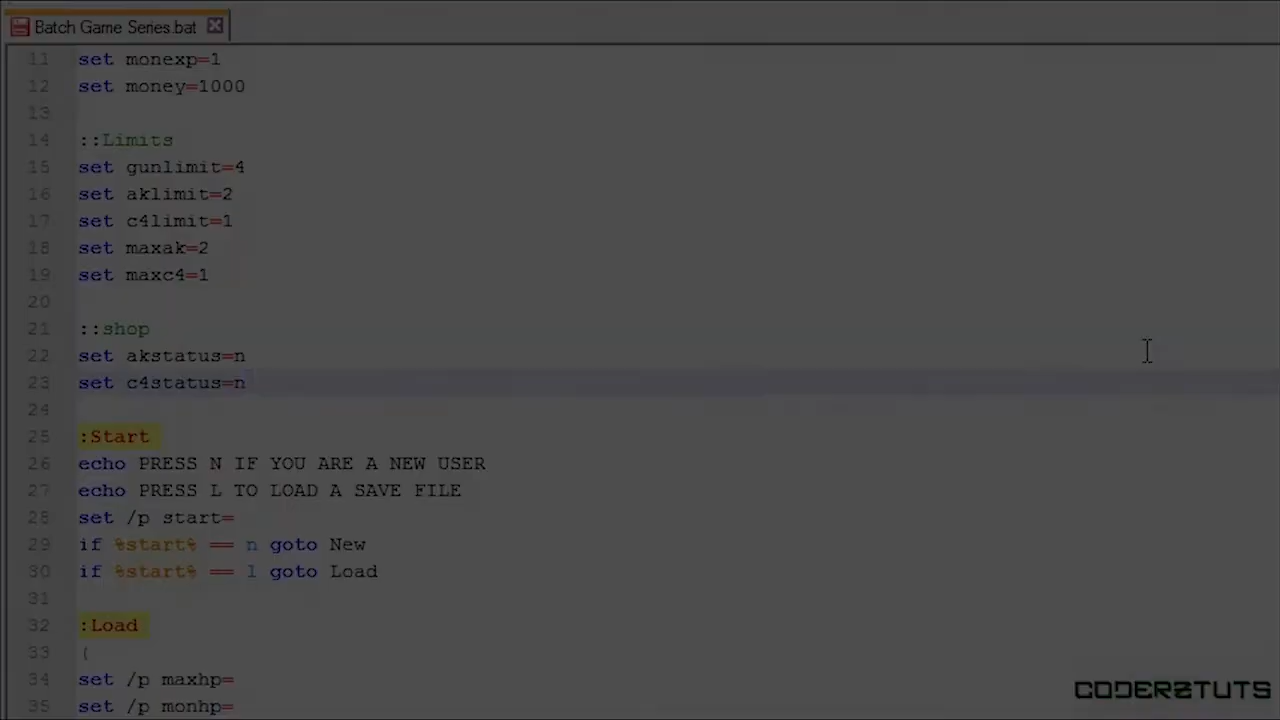 Batch Game Series.bat
11 set monexp=1
12 set money=1000
13
14 ::Limits
15 set gunlimit=4
16 set aklimit=2
17 set c4limit=1
18 set maxak=2
19 set maxc4=1
20
21 ::shop
22 set akstatus=n
23 set c4status=n
24
25 :Start
26 echo PRESS N IF YOU ARE A NEW USER
27 echo PRESS L TO LOAD A SAVE FILE
28 set /p start=
29 if %start% == n goto New
30 if %start% == l goto Load
31
32 :Load
33 (
34 set /p maxhp=
35 set /p monhp=
CODERZTUTS